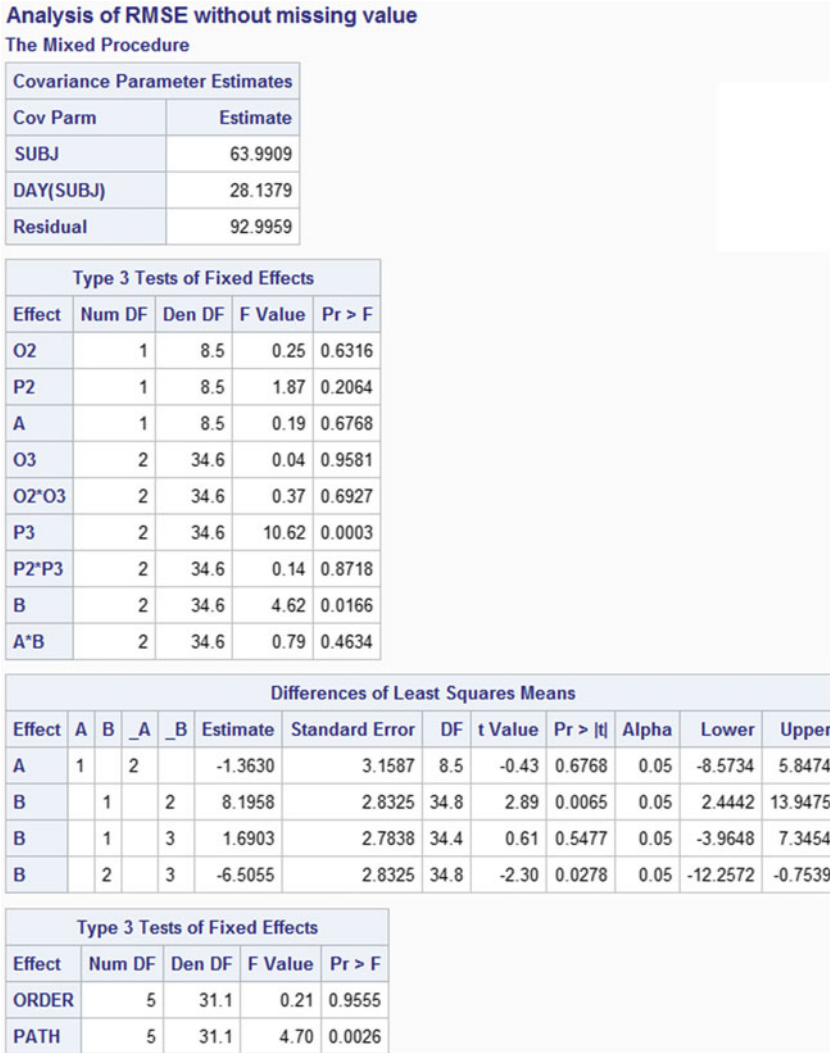 Analysis of RMSE without missing value
The Mixed Procedure
Covariance Parameter Estimates
Cov Parm Estimate
SUBJ 63.9909
DAY(SUBJ) 28.1379
Residual 92.9959
Type 3 Tests of Fixed Effects
Effect Num DF Den DF F Value Pr > F
O2 1 8.5 0.25 0.6316
P2 1 8.5 1.87 0.2064
A 1 8.5 0.19 0.6768
O3 2 34.6 0.04 0.9581
O2*O3 2 34.6 0.37 0.6927
P3 2 34.6 10.62 0.0003
P2*P3 2 34.6 0.14 0.8718
B 2 34.6 4.62 0.0166
A*B 2 34.6 0.79 0.4634
Differences of Least Squares Means
Effect A B _A _B Estimate Standard Error DF t Value Pr > |t| Alpha Lower Upper
A 1 2 -1.3630 3.1587 8.5 -0.43 0.6768 0.05 -8.5734 5.8474
B 1 2 8.1958 2.8325 34.8 2.89 0.0065 0.05 2.4442 13.9475
B 1 3 1.6903 2.7838 34.4 0.61 0.5477 0.05 -3.9648 7.3454
B 2 3 -6.5055 2.8325 34.8 -2.30 0.0278 0.05 -12.2572 -0.7539
Type 3 Tests of Fixed Effects
Effect Num DF Den DF F Value Pr > F
ORDER 5 31.1 0.21 0.9555
PATH 5 31.1 4.70 0.0026